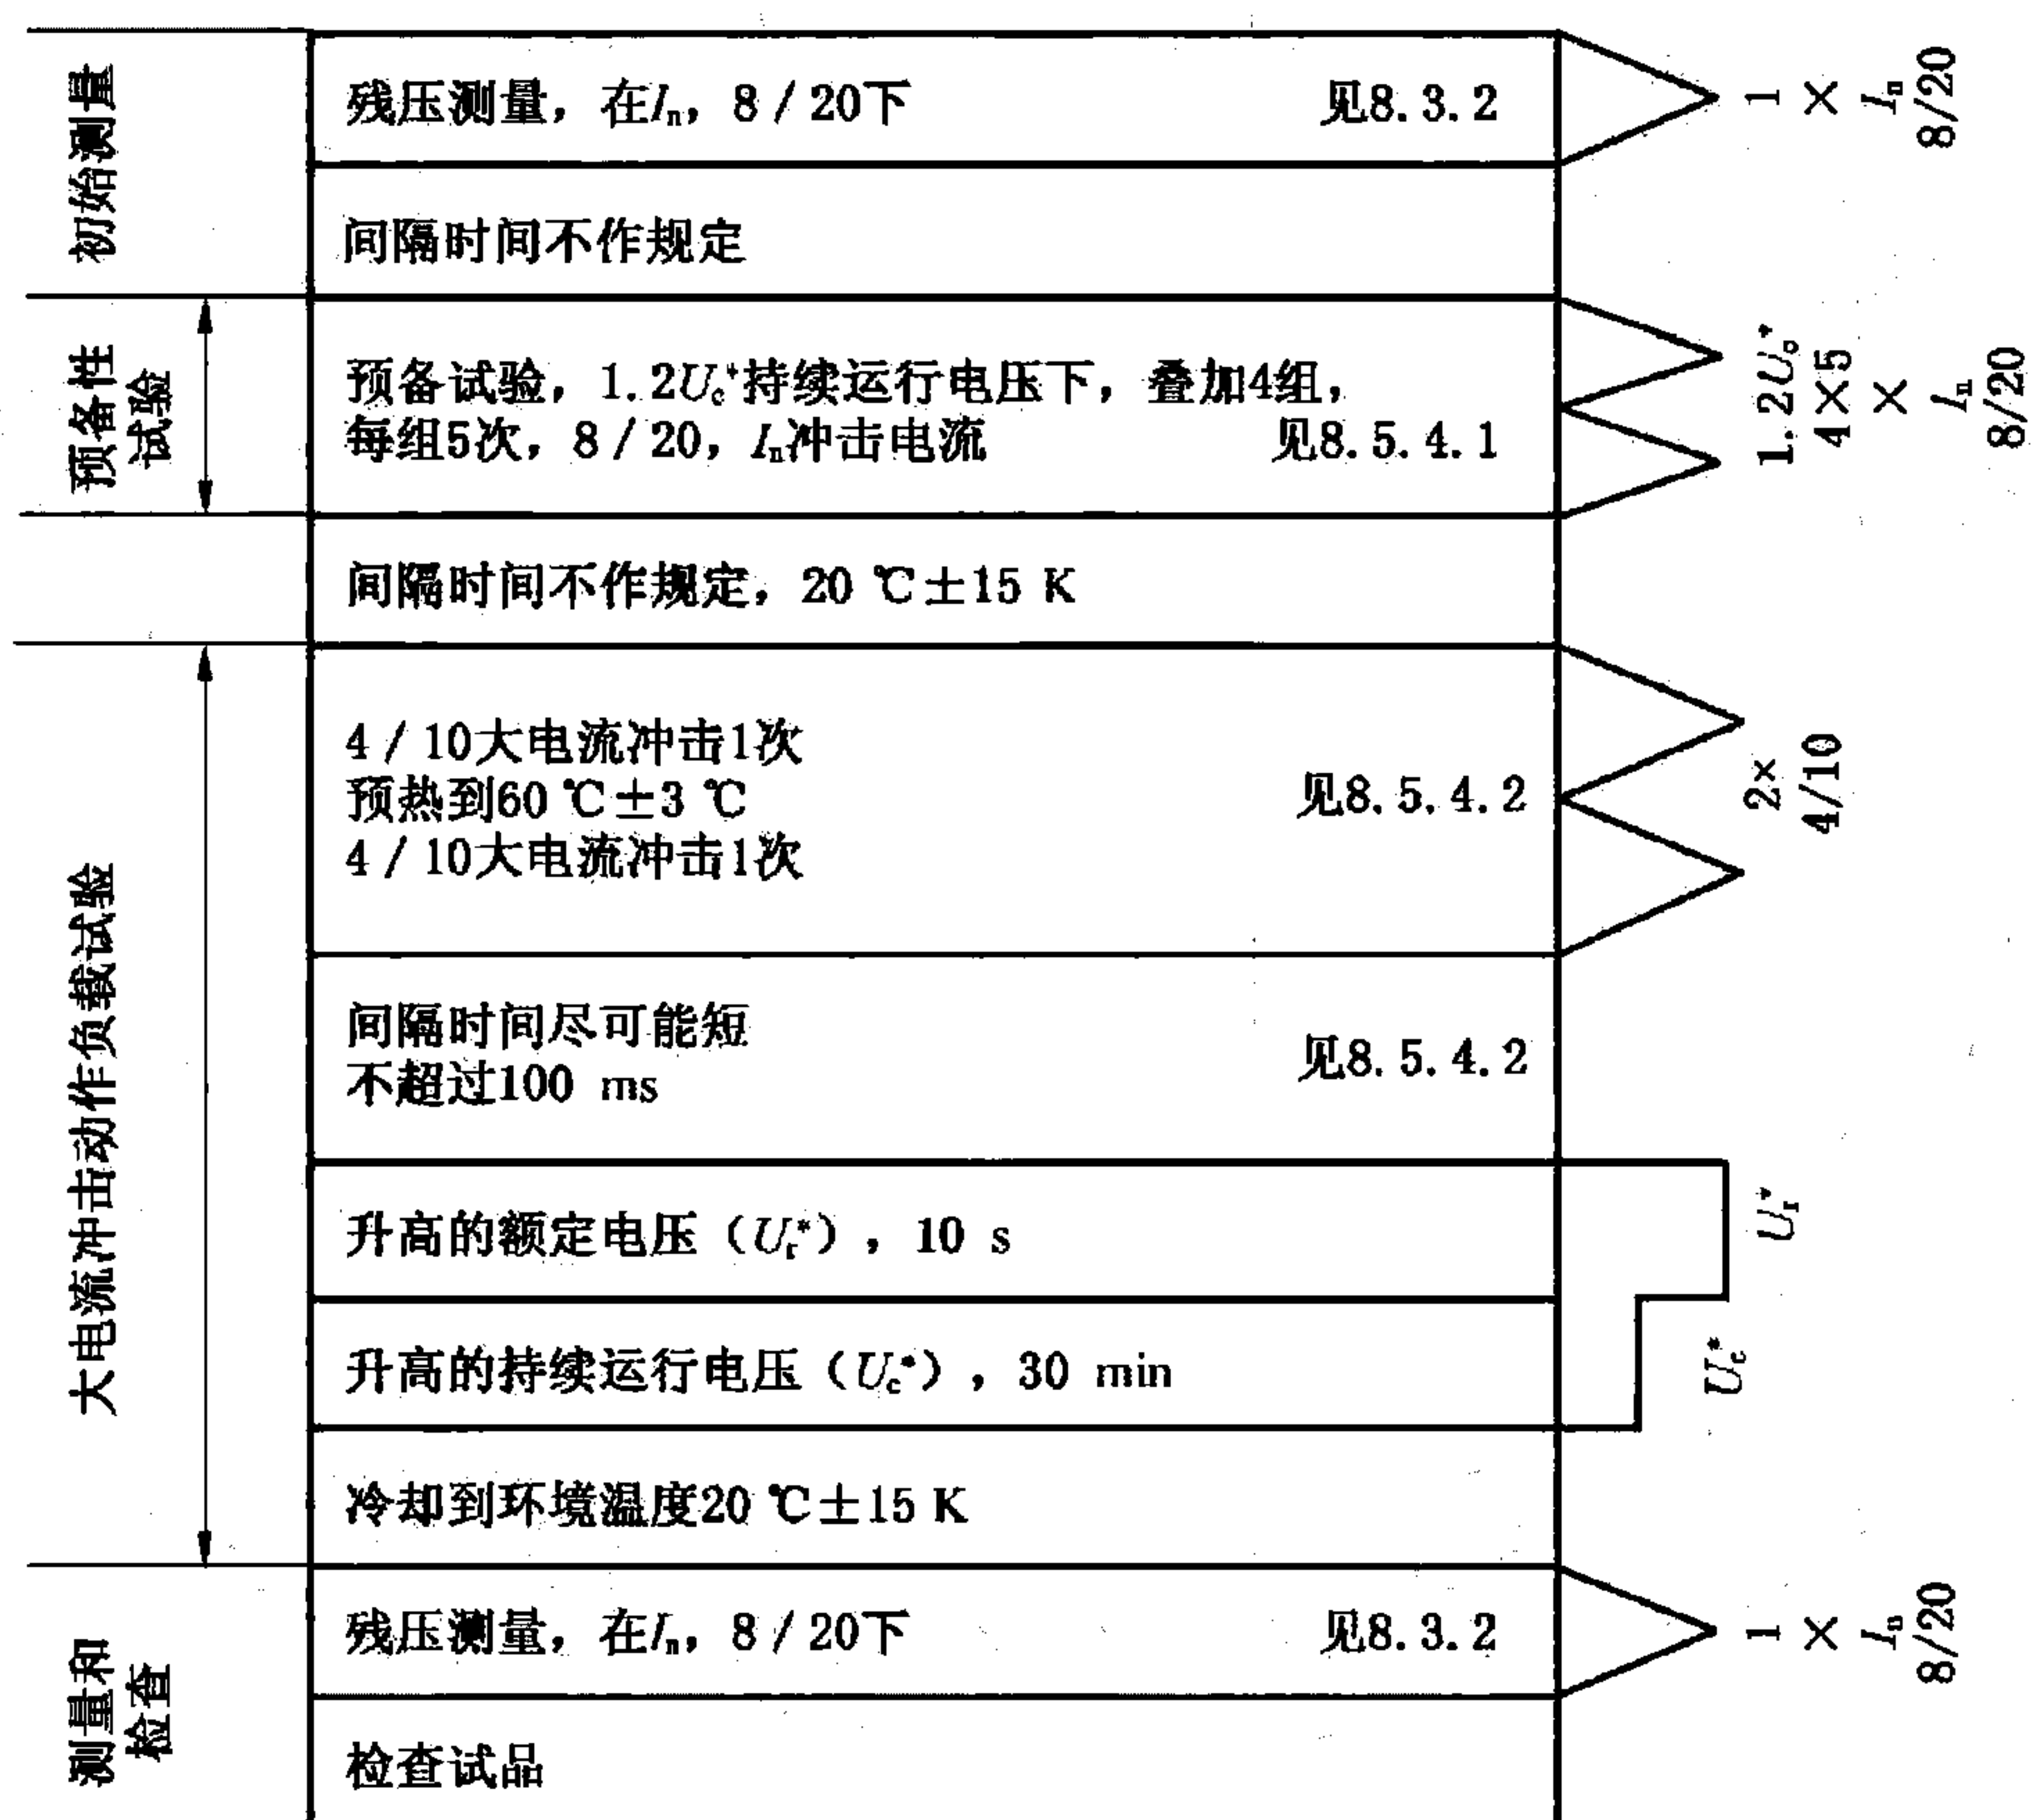 初始测量
残压测量，在Iₙ，8/20下 见8.3.2
1 × Iₙ 8/20
间隔时间不作规定
预备性
试验
预备试验，1.2U꜀*持续运行电压下，叠加4组，
每组5次，8/20，Iₙ冲击电流 见8.5.4.1
1.2U꜀*
4×5
×
Iₙ
8/20
间隔时间不作规定，20 ℃±15 K
大电流冲击动作负载试验
4/10大电流冲击1次
预热到60 ℃±3 ℃ 见8.5.4.2
4/10大电流冲击1次
2×
4/10
间隔时间尽可能短
不超过100 ms 见8.5.4.2
升高的额定电压（Uᵣ*），10 s
Uᵣ*
升高的持续运行电压（U꜀*），30 min
U꜀*
冷却到环境温度20 ℃±15 K
测量和
检查
残压测量，在Iₙ，8/20下 见8.3.2
1 × Iₙ 8/20
检查试品